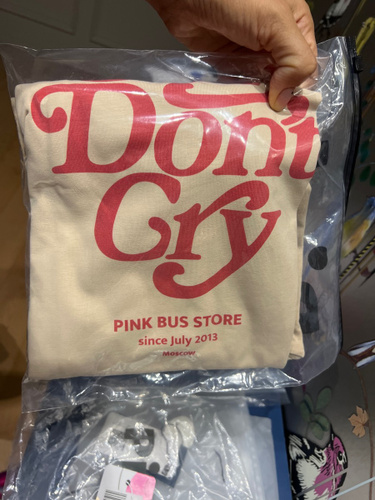 Don't
Cry
PINK BUS STORE
since July 2013
Moscow